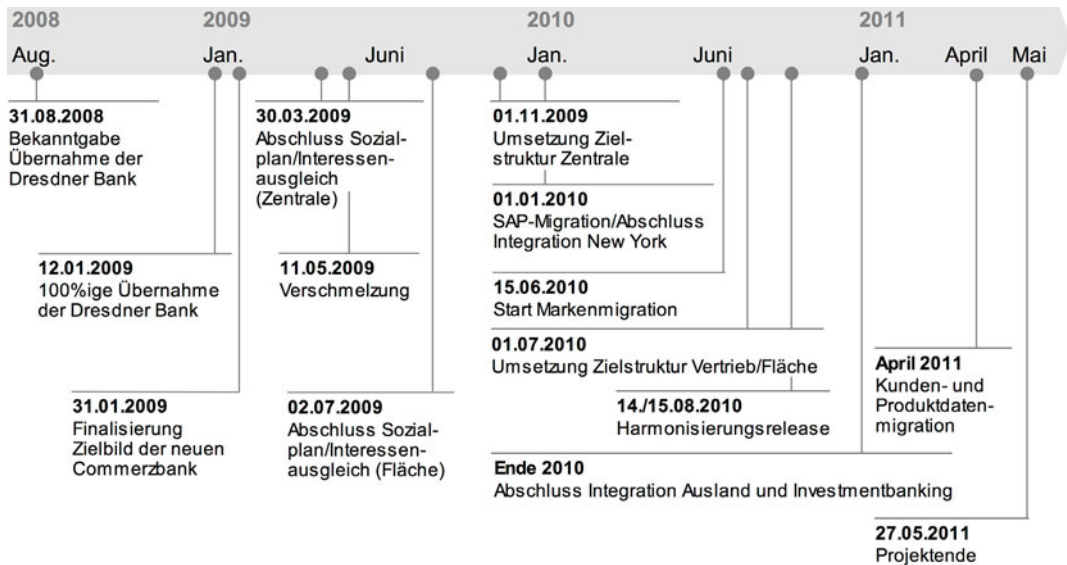 2008
2009
2010
2011
Aug.
Jan.
Juni
Jan.
Juni
Jan.
April
Mai
31.08.2008
Bekanntgabe
Übernahme der
Dresdner Bank
12.01.2009
100%ige Übernahme
der Dresdner Bank
31.01.2009
Finalisierung
Zielbild der neuen
Commerzbank
30.03.2009
Abschluss Sozial-
plan/Interessen-
ausgleich
(Zentrale)
11.05.2009
Verschmelzung
02.07.2009
Abschluss Sozial-
plan/Interessen-
ausgleich (Fläche)
01.11.2009
Umsetzung Ziel-
struktur Zentrale
01.01.2010
SAP-Migration/Abschluss
Integration New York
15.06.2010
Start Markenmigration
01.07.2010
Umsetzung Zielstruktur Vertrieb/Fläche
14./15.08.2010
Harmonisierungsrelease
Ende 2010
Abschluss Integration Ausland und Investmentbanking
April 2011
Kunden- und
Produktdaten-
migration
27.05.2011
Projektende